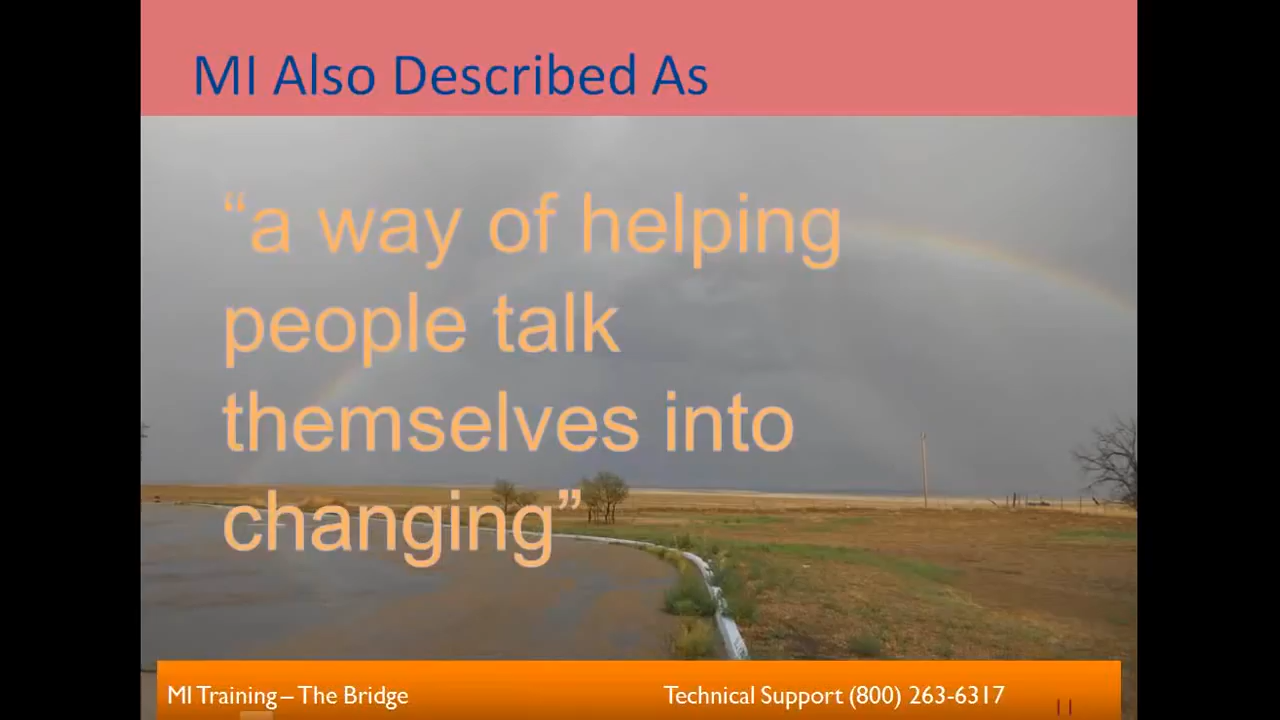 MI Also Described As
“a way of helping
people talk
themselves into
changing”
MI Training – The Bridge
Technical Support (800) 263-6317
11